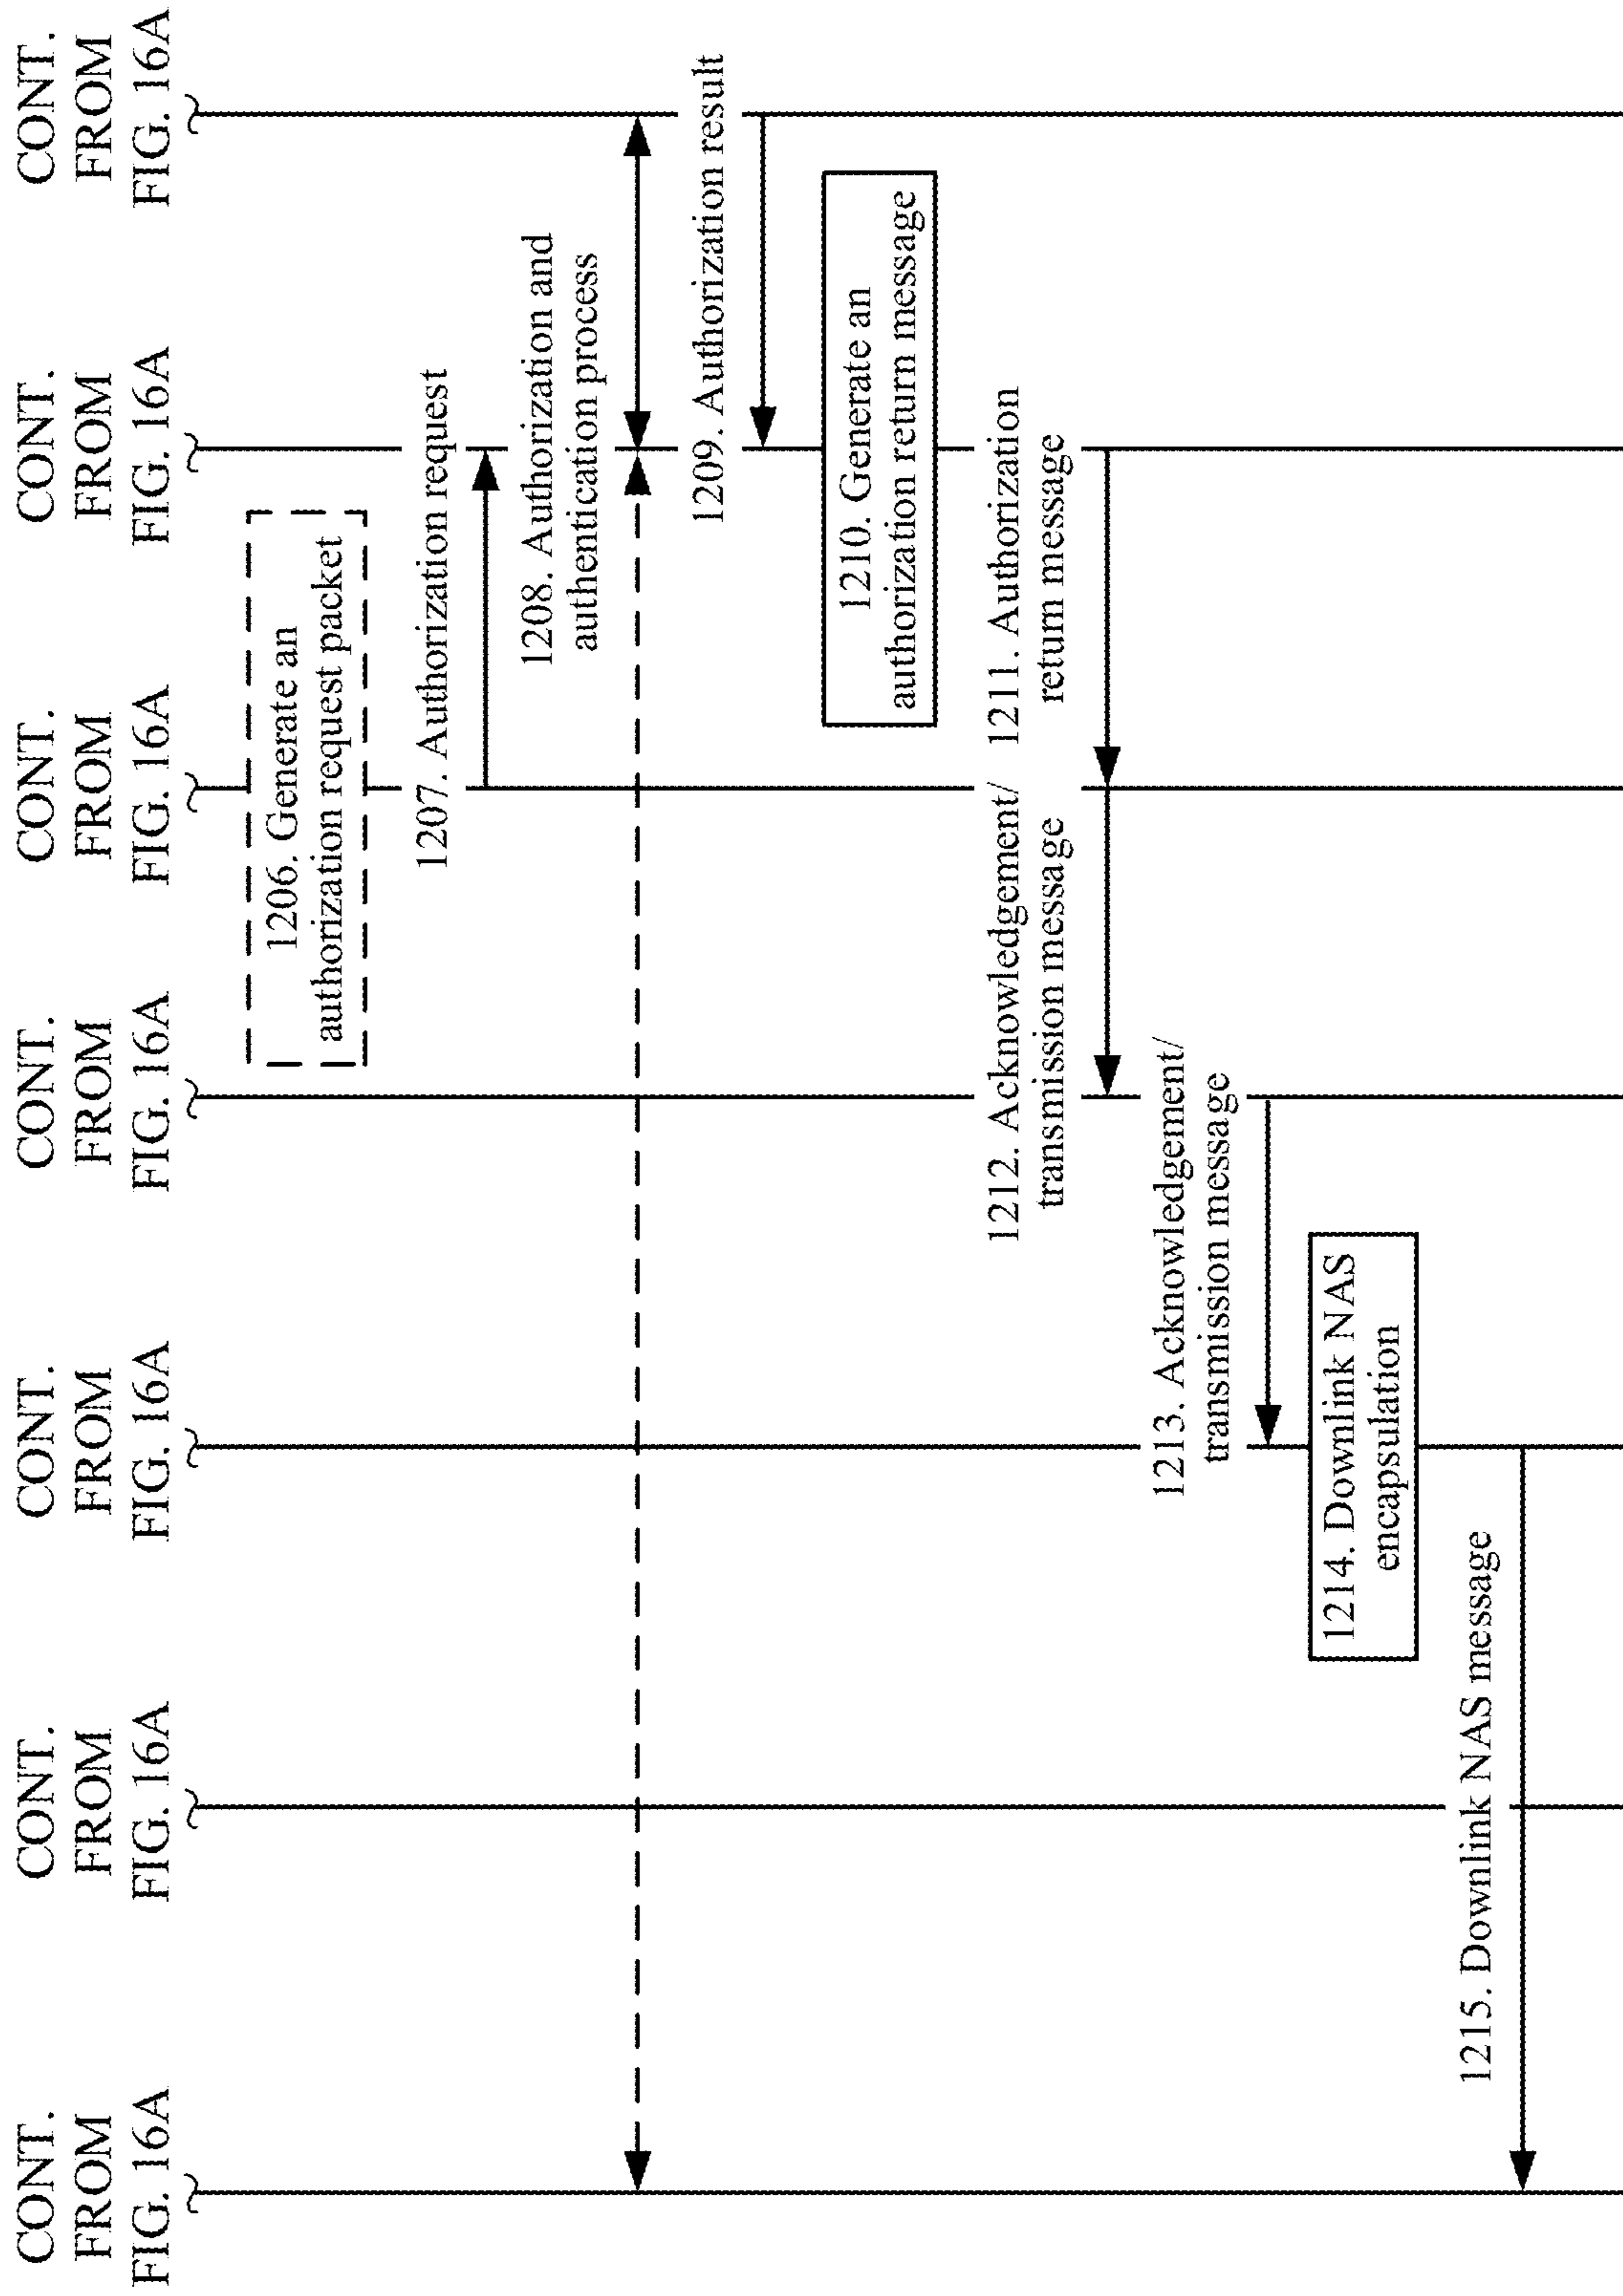 CONT.
FROM
FIG. 16A
CONT.
FROM
FIG. 16A
CONT.
FROM
FIG. 16A
CONT.
FROM
FIG. 16A
CONT.
FROM
FIG. 16A
CONT.
FROM
FIG. 16A
CONT.
FROM
FIG. 16A
1206. Generate an
authorization request packet
1207. Authorization request
1208. Authorization and
authentication process
1209. Authorization result
1210. Generate an
authorization return message
1211. Authorization
return message
1212. Acknowledgement/
transmission message
1213. Acknowledgement/
transmission message
1214. Downlink NAS
encapsulation
1215. Downlink NAS message